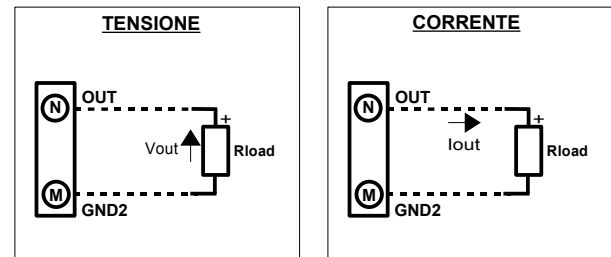 TENSIONE
N OUT
+
Vout Rload
M
GND2
CORRENTE
N OUT
+
Iout Rload
M
GND2